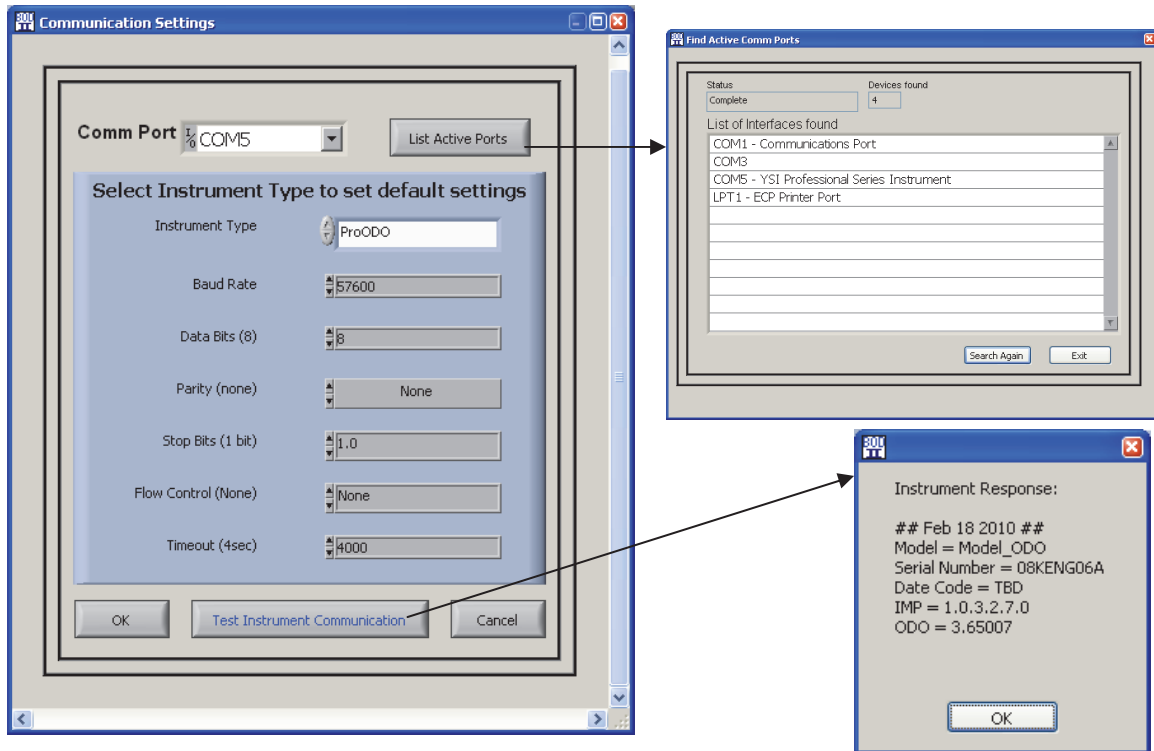 Communication Settings
Comm Port
COM5
List Active Ports
Select Instrument Type to set default settings
Instrument Type
ProODO
Baud Rate
57600
Data Bits (8)
8
Parity (none)
None
Stop Bits (1 bit)
1.0
Flow Control (None)
None
Timeout (4sec)
4000
OK
Test Instrument Communication
Cancel
Find Active Comm Ports
Status
Devices found
Complete
4
List of Interfaces found
COM1 - Communications Port
COM3
COM5 - YSI Professional Series Instrument
LPT1 - ECP Printer Port
Search Again
Exit
Instrument Response:
## Feb 18 2010 ##
Model = Model_ODO
Serial Number = 08KENG06A
Date Code = TBD
IMP = 1.0.3.2.7.0
ODO = 3.65007
OK